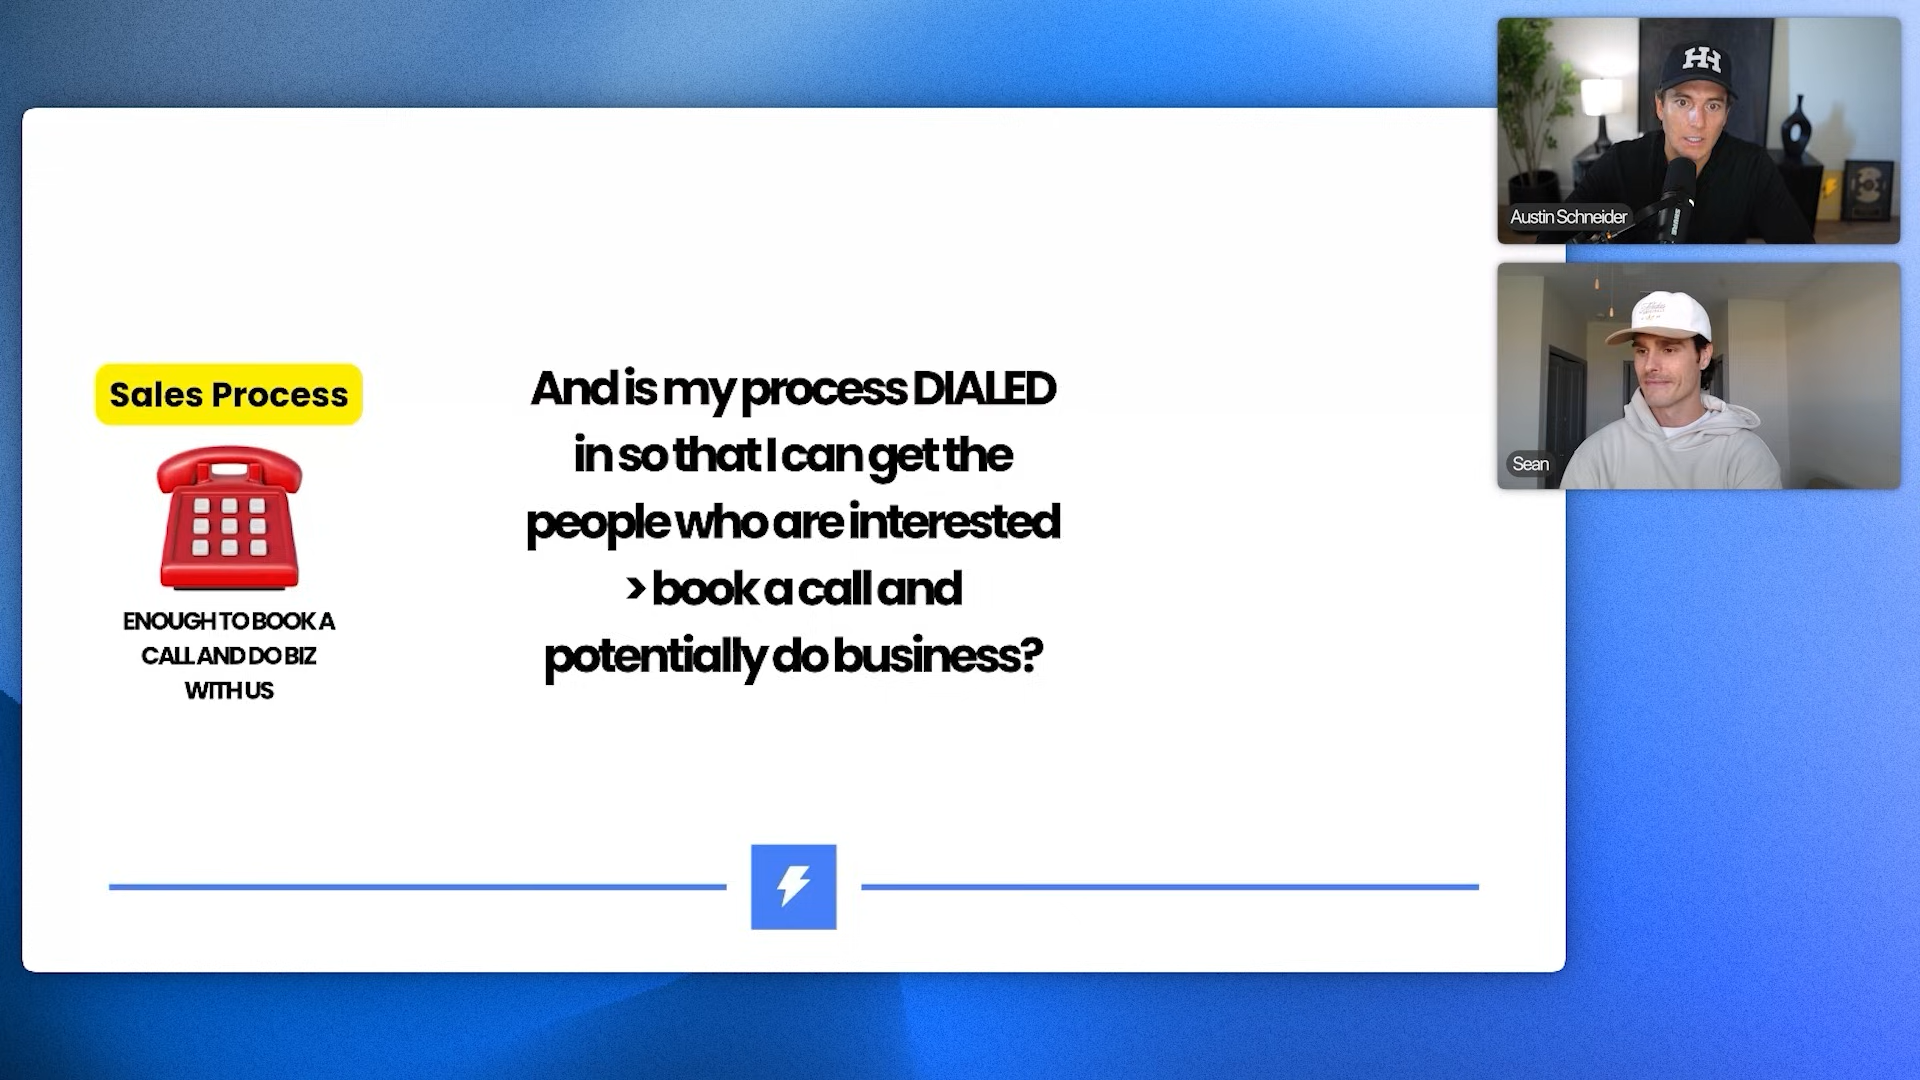 Sales Process
ENOUGH TO BOOK A
CALL AND DO BIZ
WITH US
And is my process DIALED
in so that I can get the
people who are interested
> book a call and
potentially do business?
HH
Austin Schneider
Sean